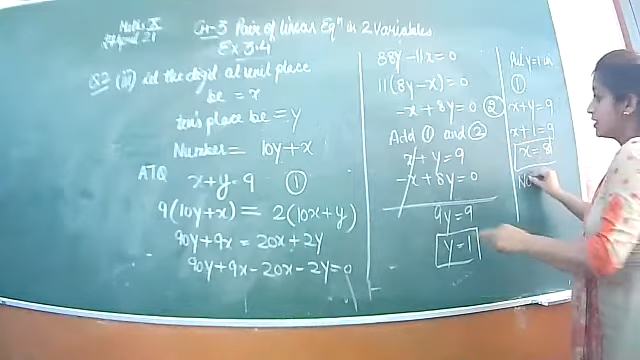 Maths X
Ch-3 Pair of linear Eqⁿ in 2 Variables
April 21
Ex 3.4
Q2 (iii) let the digit at unit place
be = x
ten's place be = y
Number = 10y+x
ATQ x+y=9 ①
9(10y+x) = 2(10x+y)
90y+9x = 20x+2y
90y+9x-20x-2y=0
88y-11x=0
11(8y-x)=0
-x+8y=0 ②
Add ① and ②
x+y=9
-x+8y=0
9y=9
y=1
Put y=1 in
①
x+y=9
x+1=9
x=8
No